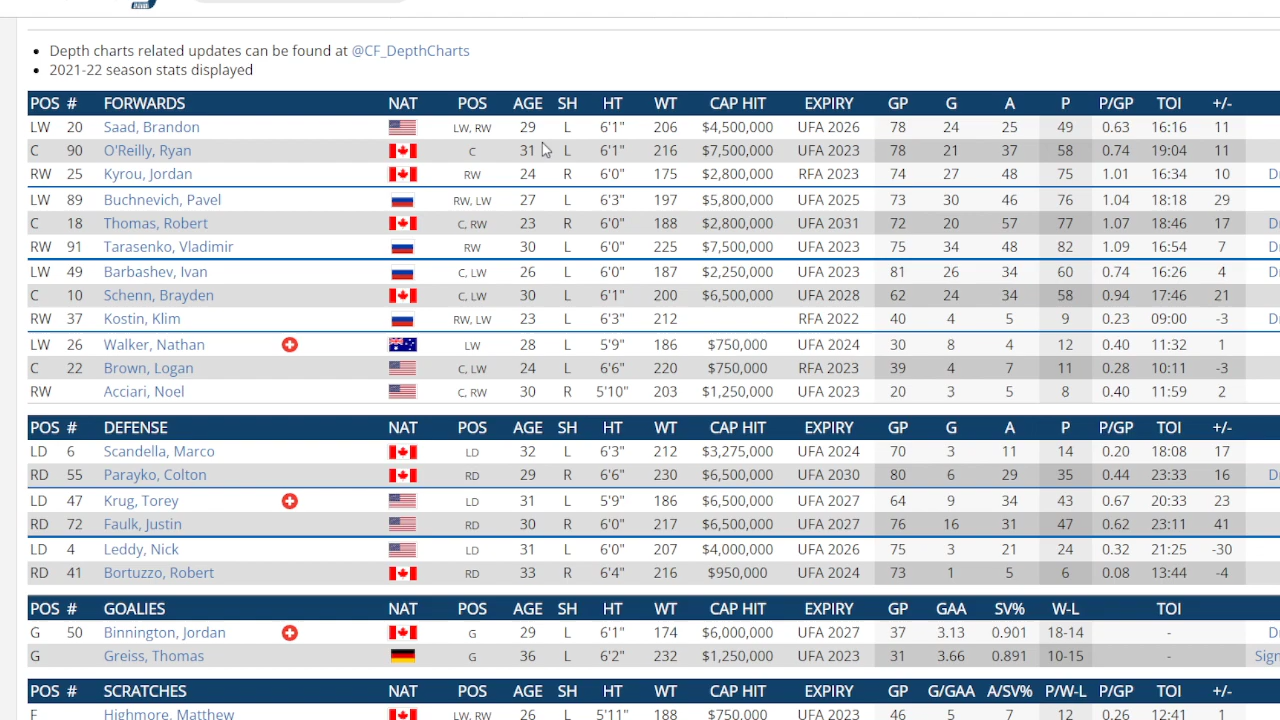 Depth charts related updates can be found at @CF_DepthCharts
2021-22 season stats displayed
POS # FORWARDS NAT POS AGE SH HT WT CAP HIT EXPIRY GP G A P P/GP TOI +/-
LW 20 Saad, Brandon LW, RW 29 L 6'1" 206 $4,500,000 UFA 2026 78 24 25 49 0.63 16:16 11
C 90 O'Reilly, Ryan C 31 L 6'1" 216 $7,500,000 UFA 2023 78 21 37 58 0.74 19:04 11
RW 25 Kyrou, Jordan RW 24 R 6'0" 175 $2,800,000 RFA 2023 74 27 48 75 1.01 16:34 10
LW 89 Buchnevich, Pavel RW, LW 27 L 6'3" 197 $5,800,000 UFA 2025 73 30 46 76 1.04 18:18 29
C 18 Thomas, Robert C, RW 23 R 6'0" 188 $2,800,000 UFA 2031 72 20 57 77 1.07 18:46 17
RW 91 Tarasenko, Vladimir RW 30 L 6'0" 225 $7,500,000 UFA 2023 75 34 48 82 1.09 16:54 7
LW 49 Barbashev, Ivan C, LW 26 L 6'0" 187 $2,250,000 UFA 2023 81 26 34 60 0.74 16:26 4
C 10 Schenn, Brayden C, LW 30 L 6'1" 200 $6,500,000 UFA 2028 62 24 34 58 0.94 17:46 21
RW 37 Kostin, Klim RW, LW 23 L 6'3" 212 RFA 2022 40 4 5 9 0.23 09:00 -3
LW 26 Walker, Nathan LW 28 L 5'9" 186 $750,000 UFA 2024 30 8 4 12 0.40 11:32 1
C 22 Brown, Logan C, LW 24 L 6'6" 220 $750,000 RFA 2023 39 4 7 11 0.28 10:11 -3
RW Acciari, Noel C, RW 30 R 5'10" 203 $1,250,000 UFA 2023 20 3 5 8 0.40 11:59 2
POS # DEFENSE NAT POS AGE SH HT WT CAP HIT EXPIRY GP G A P P/GP TOI +/-
LD 6 Scandella, Marco LD 32 L 6'3" 212 $3,275,000 UFA 2024 70 3 11 14 0.20 18:08 17
RD 55 Parayko, Colton RD 29 R 6'6" 230 $6,500,000 UFA 2030 80 6 29 35 0.44 23:33 16
LD 47 Krug, Torey LD 31 L 5'9" 186 $6,500,000 UFA 2027 64 9 34 43 0.67 20:33 23
RD 72 Faulk, Justin RD 30 R 6'0" 217 $6,500,000 UFA 2027 76 16 31 47 0.62 23:11 41
LD 4 Leddy, Nick LD 31 L 6'0" 207 $4,000,000 UFA 2026 75 3 21 24 0.32 21:25 -30
RD 41 Bortuzzo, Robert RD 33 R 6'4" 216 $950,000 UFA 2024 73 1 5 6 0.08 13:44 -4
POS # GOALIES NAT POS AGE SH HT WT CAP HIT EXPIRY GP GAA SV% W-L TOI
G 50 Binnington, Jordan G 29 L 6'1" 174 $6,000,000 UFA 2027 37 3.13 0.901 18-14 -
G Greiss, Thomas G 36 L 6'2" 232 $1,250,000 UFA 2023 31 3.66 0.891 10-15 - Sign
POS # SCRATCHES NAT POS AGE SH HT WT CAP HIT EXPIRY GP G/GAA A/SV% P/W-L P/GP TOI +/-
F Highmore, Matthew LW, RW 26 L 5'11" 188 $750,000 UFA 2023 46 5 7 12 0.26 12:41 1